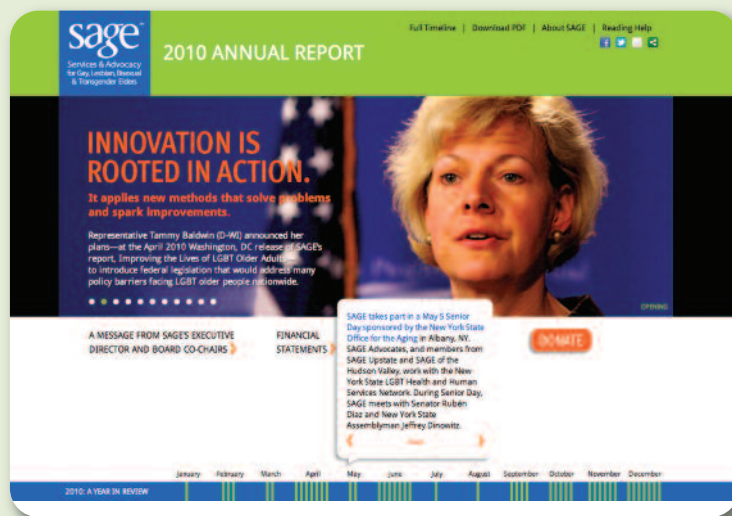 sage
Services & Advocacy
for Gay, Lesbian, Bisexual
& Transgender Elders
2010 ANNUAL REPORT
Full Timeline | Download PDF | About SAGE | Reading Help
INNOVATION IS
ROOTED IN ACTION.
It applies new methods that solve problems
and spark improvements.
Representative Tammy Baldwin (D-WI) announced her
plans—at the April 2010 Washington, DC release of SAGE's
report, Improving the Lives of LGBT Older Adults
to introduce federal legislation that would address many
policy barriers facing LGBT older people nationwide.
OPENING
A MESSAGE FROM SAGE'S EXECUTIVE
DIRECTOR AND BOARD CO-CHAIRS
FINANCIAL
STATEMENTS
SAGE takes part in a May 5 Senior
Day sponsored by the New York State
Office for the Aging in Albany, NY.
SAGE Advocates, and members from
SAGE Upstate and SAGE of the
Hudson Valley, work with the New
York State LGBT Health and Human
Services Network. During Senior Day,
SAGE meets with Senator Rubén
Diaz and New York State
Assemblyman Jeffrey Dinowitz.
DONATE
January February March April May June July August September October November December
2010: A YEAR IN REVIEW